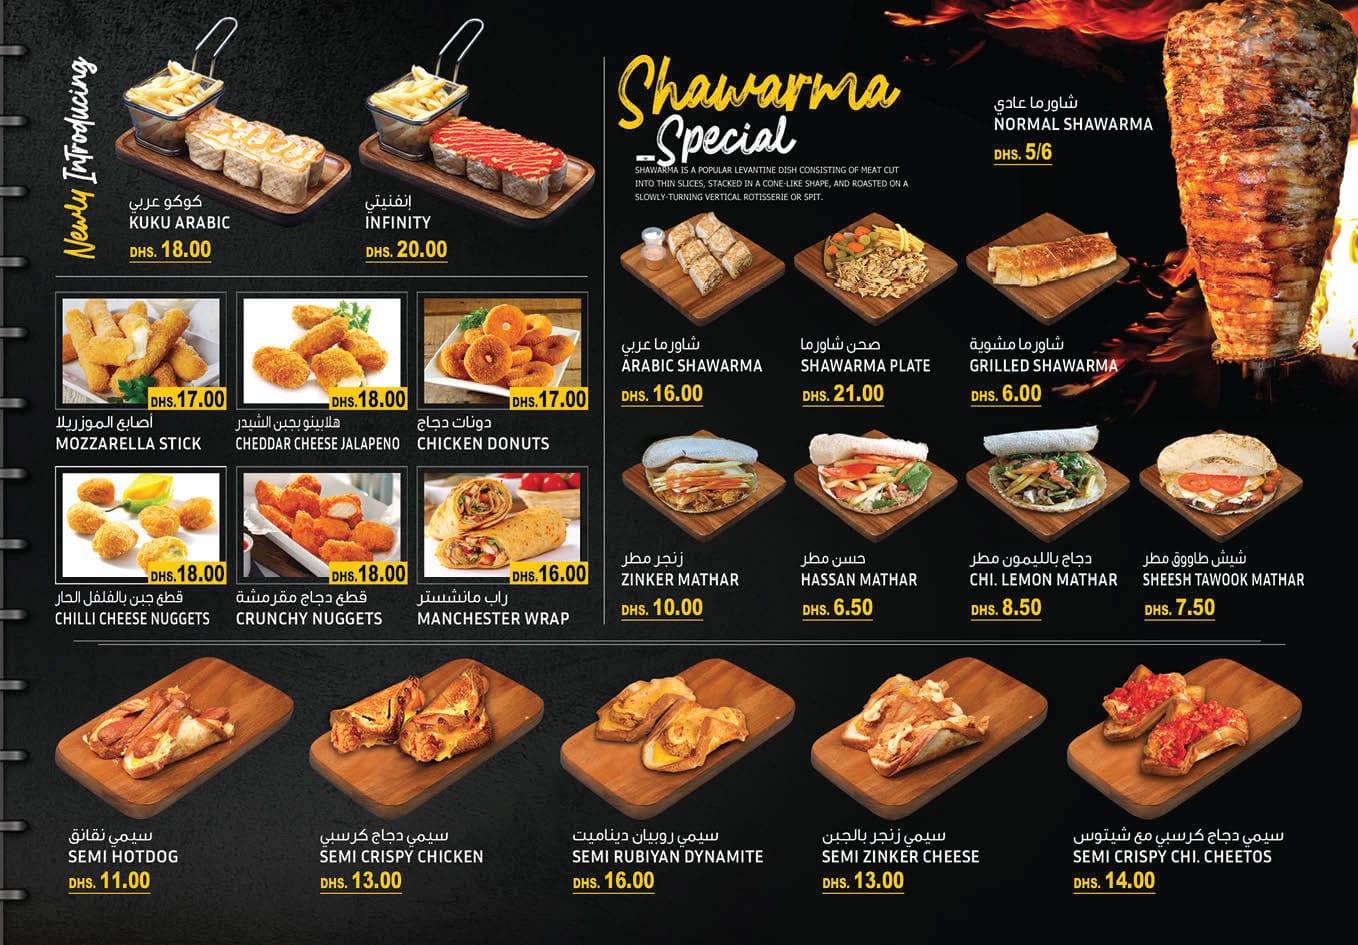 Newly Introducing
كوكو عربي
KUKU ARABIC
DHS. 18.00
إنفنيتي
INFINITY
DHS. 20.00
DHS.17.00
أصابع الموزريلا
MOZZARELLA STICK
DHS.18.00
هلابينو بجبن الشيدر
CHEDDAR CHEESE JALAPENO
DHS.17.00
دونات دجاج
CHICKEN DONUTS
DHS.18.00
قطع جبن بالفلفل الحار
CHILLI CHEESE NUGGETS
DHS.18.00
قطع دجاج مقرمشة
CRUNCHY NUGGETS
DHS.16.00
راب مانشستر
MANCHESTER WRAP
Shawarma
Special
SHAWARMA IS A POPULAR LEVANTINE DISH CONSISTING OF MEAT CUT
INTO THIN SLICES, STACKED IN A CONE-LIKE SHAPE, AND ROASTED ON A
SLOWLY-TURNING VERTICAL ROTISSERIE OR SPIT.
شاورما عادي
NORMAL SHAWARMA
DHS. 5/6
شاورما عربي
ARABIC SHAWARMA
DHS. 16.00
صحن شاورما
SHAWARMA PLATE
DHS. 21.00
شاورما مشوية
GRILLED SHAWARMA
DHS. 6.00
زنجر مطر
ZINKER MATHAR
DHS. 10.00
حسن مطر
HASSAN MATHAR
DHS. 6.50
دجاج بالليمون مطر
CHI. LEMON MATHAR
DHS. 8.50
شيش طاووق مطر
SHEESH TAWOOK MATHAR
DHS. 7.50
سيمي نقانق
SEMI HOTDOG
DHS. 11.00
سيمي دجاج كرسبي
SEMI CRISPY CHICKEN
DHS. 13.00
سيمي روبيان ديناميت
SEMI RUBIYAN DYNAMITE
DHS. 16.00
سيمي زنجر بالجبن
SEMI ZINKER CHEESE
DHS. 13.00
سيمي دجاج كرسبي مع شيتوس
SEMI CRISPY CHI. CHEETOS
DHS. 14.00